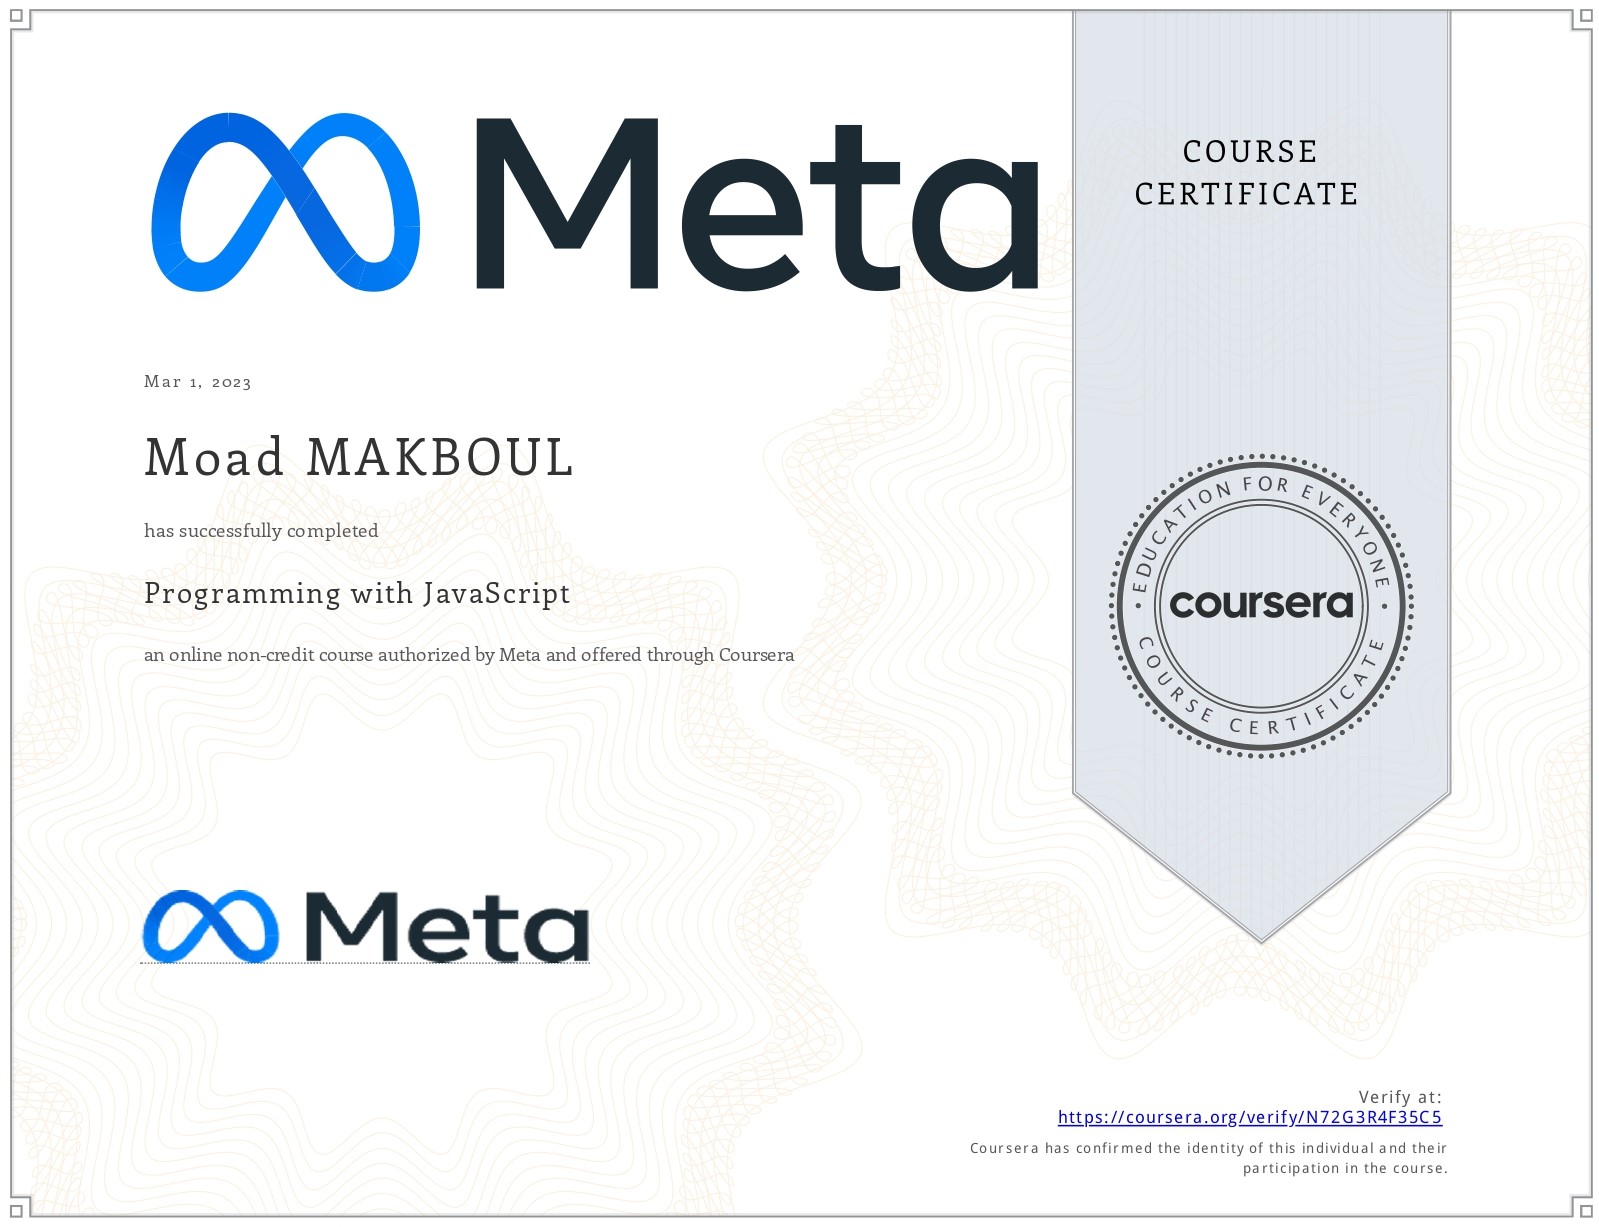 Meta
COURSE
CERTIFICATE
Mar 1, 2023
Moad MAKBOUL
has successfully completed
Programming with JavaScript
an online non-credit course authorized by Meta and offered through Coursera
EDUCATION FOR EVERYONE
coursera
COURSE CERTIFICATE
Meta
Verify at:
https://coursera.org/verify/N72G3R4F35C5
Coursera has confirmed the identity of this individual and their
participation in the course.